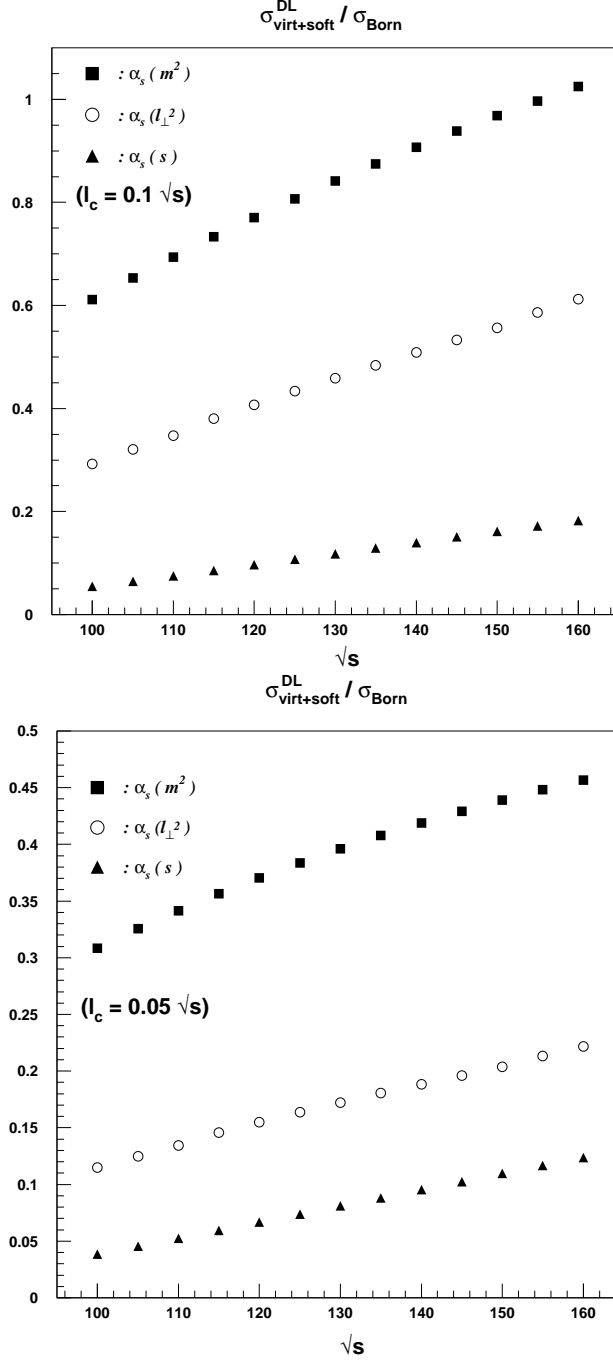 σ^DL_virt+soft / σ_Born
: α_s ( m² )
: α_s (l_⊥²)
: α_s ( s )
(l_c = 0.1 √s)
1
0.8
0.6
0.4
0.2
0
100 110 120 130 140 150 160
√s
σ^DL_virt+soft / σ_Born
: α_s ( m² )
: α_s (l_⊥²)
: α_s ( s )
(l_c = 0.05 √s)
0.5
0.45
0.4
0.35
0.3
0.25
0.2
0.15
0.1
0.05
0
100 110 120 130 140 150 160
√s